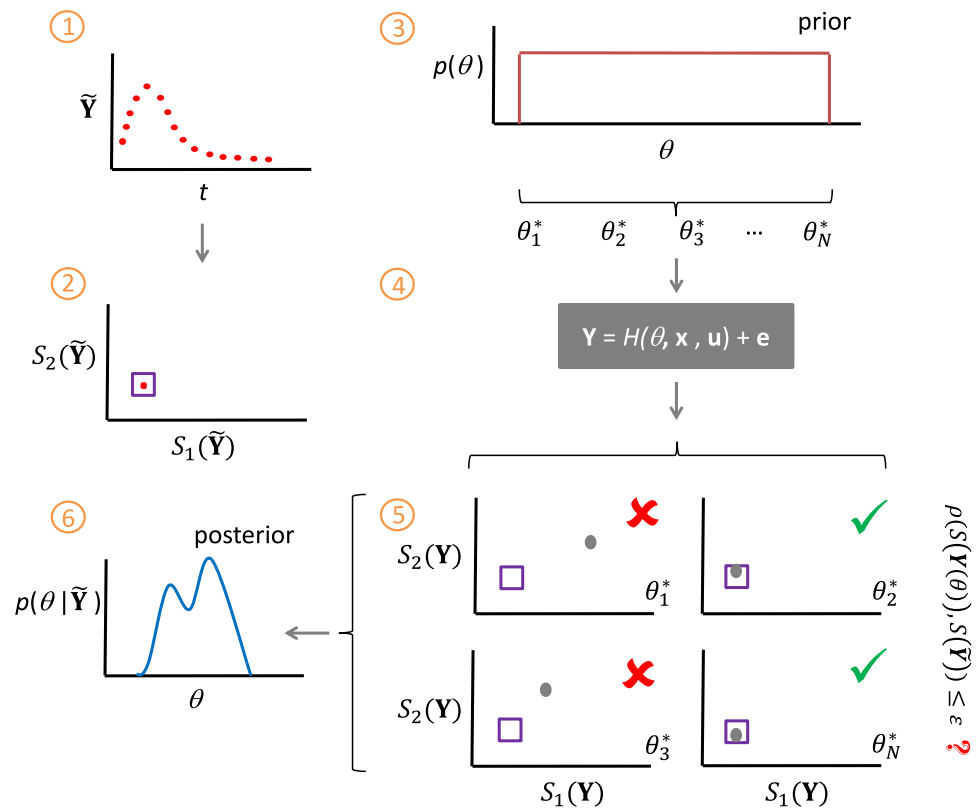 ①
Ỹ
t
②
S₂(Ỹ)
S₁(Ỹ)
③
prior
p(θ)
θ
θ₁* θ₂* θ₃* ... θ_N*
④
Y = H(θ, x , u) + e
⑤
S₂(Y)
θ₁*
θ₂*
S₂(Y)
θ₃*
θ_N*
S₁(Y) S₁(Y)
ρ(S(Y(θ)), S(Ỹ)) ≤ ε ?
⑥
posterior
p(θ|Ỹ)
θ